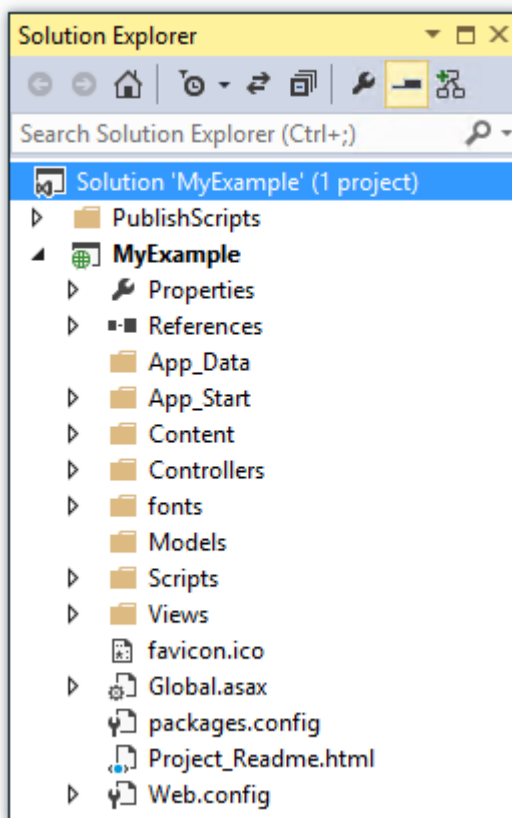 Solution Explorer
Search Solution Explorer (Ctrl+;)
Solution 'MyExample' (1 project)
PublishScripts
MyExample
Properties
References
App_Data
App_Start
Content
Controllers
fonts
Models
Scripts
Views
favicon.ico
Global.asax
packages.config
Project_Readme.html
Web.config